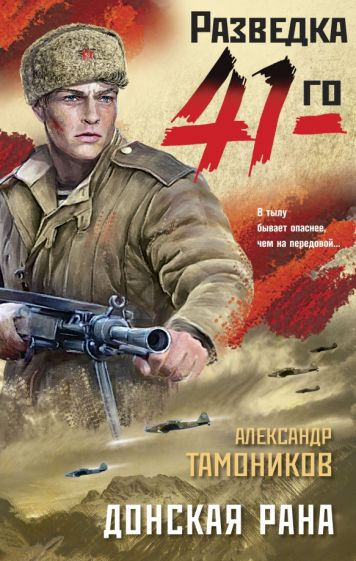 Разведка
41-го
В тылу
бывает опаснее,
чем на передовой...
АЛЕКСАНДР
ТАМОНИКОВ
ДОНСКАЯ РАНА